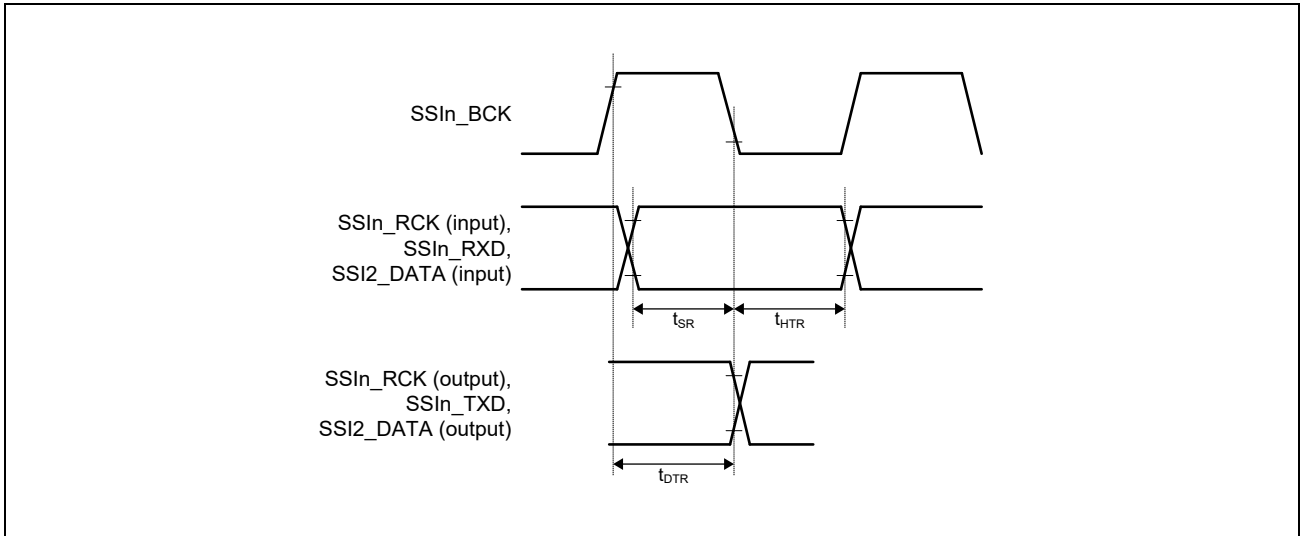 SSIn_BCK
SSIn_RCK (input),
SSIn_RXD,
SSI2_DATA (input)
tSR
tHTR
SSIn_RCK (output),
SSIn_TXD,
SSI2_DATA (output)
tDTR